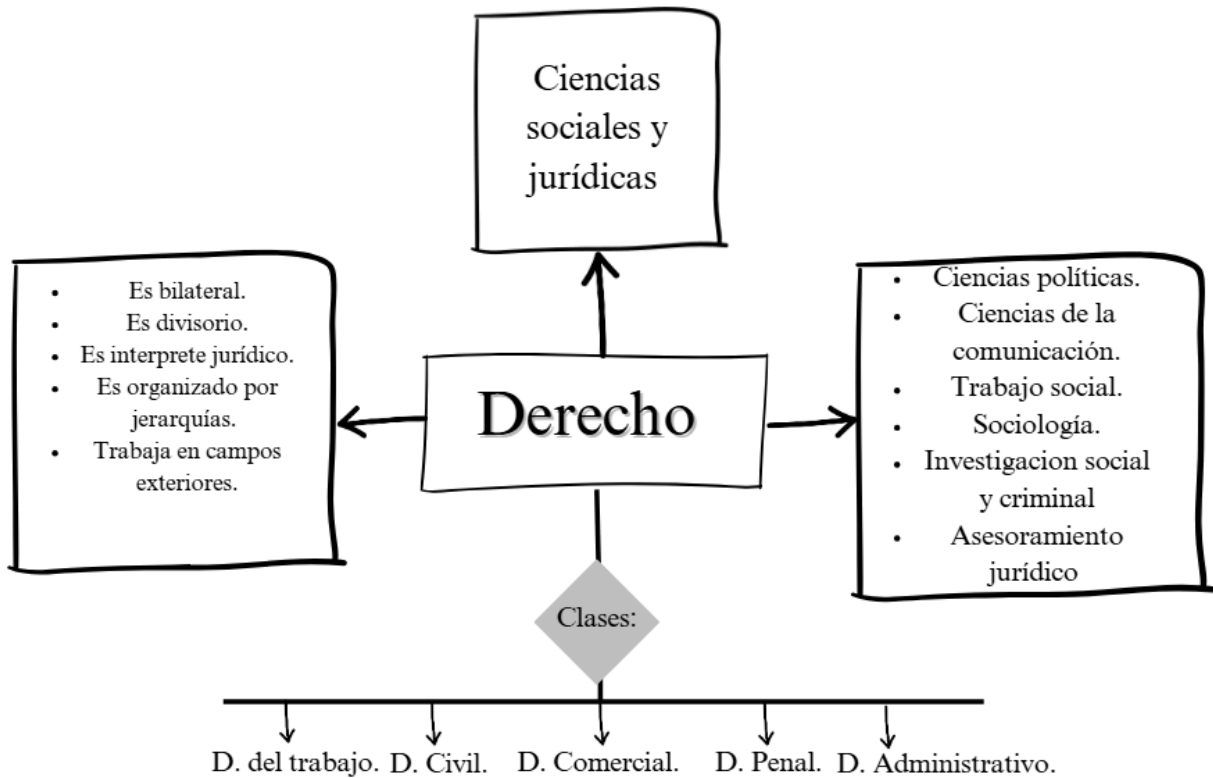 Ciencias
sociales y
jurídicas
• Es bilateral.
• Es divisorio.
• Es interprete jurídico.
• Es organizado por
jerarquías.
• Trabaja en campos
exteriores.
Derecho
• Ciencias políticas.
• Ciencias de la
comunicación.
• Trabajo social.
• Sociología.
• Investigacion social
y criminal
• Asesoramiento
jurídico
Clases:
D. del trabajo. D. Civil. D. Comercial. D. Penal. D. Administrativo.